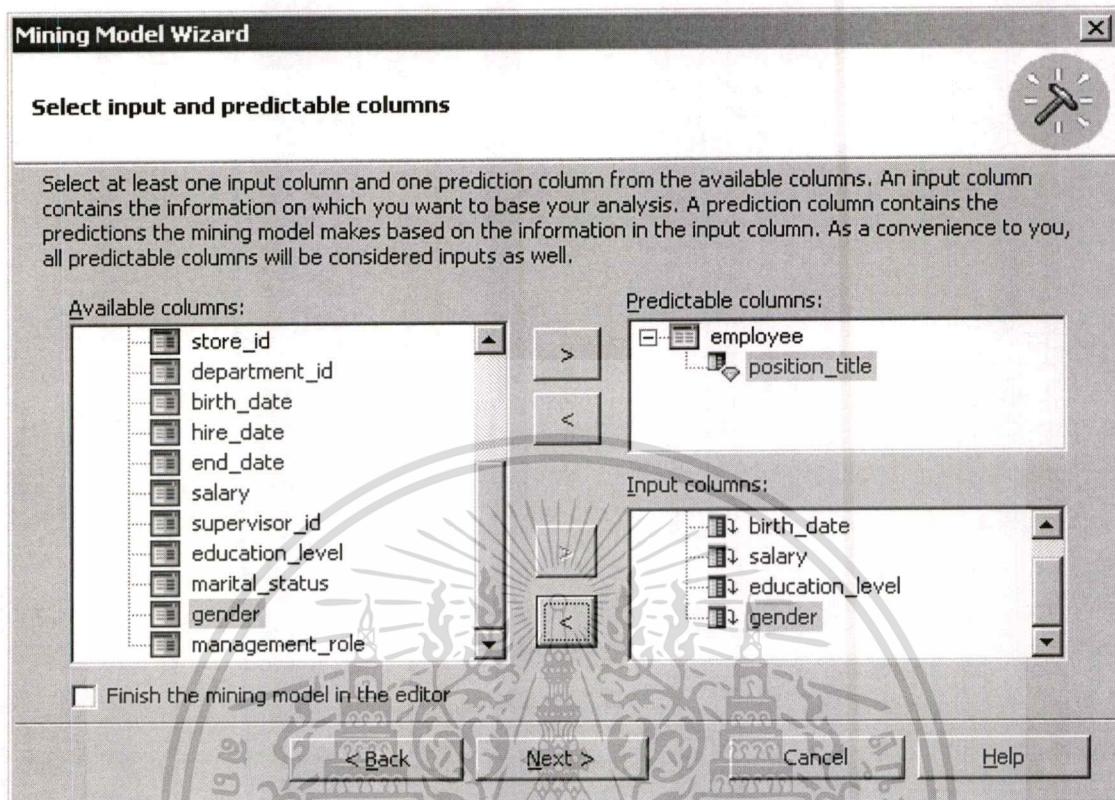 Mining Model Wizard
Select input and predictable columns
Select at least one input column and one prediction column from the available columns. An input column
contains the information on which you want to base your analysis. A prediction column contains the
predictions the mining model makes based on the information in the input column. As a convenience to you,
all predictable columns will be considered inputs as well.
Available columns:
store_id
department_id
birth_date
hire_date
end_date
salary
supervisor_id
education_level
marital_status
gender
management_role
>
<
>
<
Predictable columns:
employee
position_title
Input columns:
birth_date
salary
education_level
gender
Finish the mining model in the editor
< Back
Next >
Cancel
Help